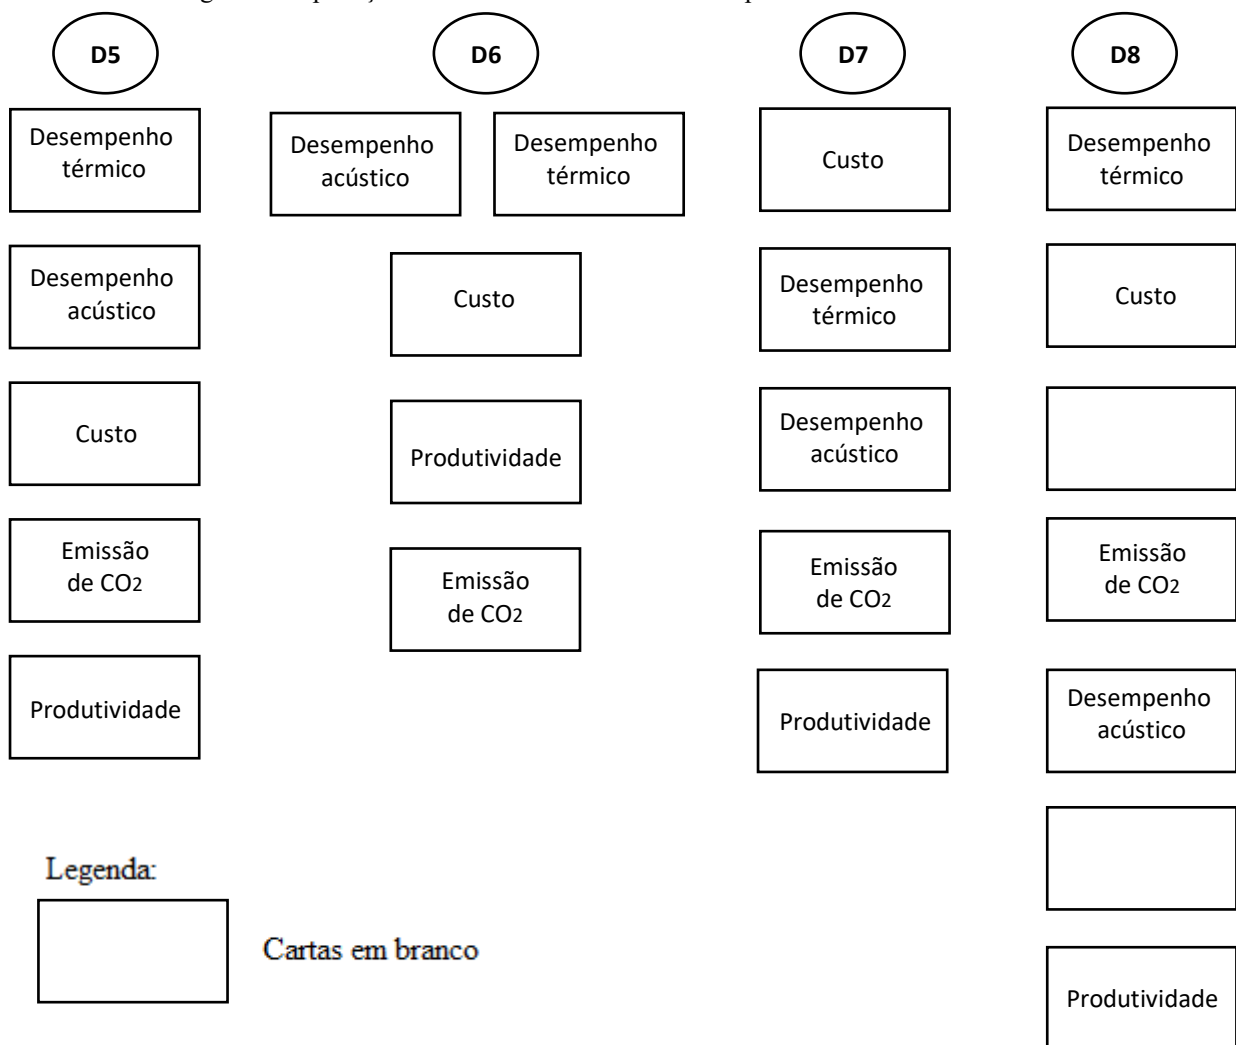 D5
D6
D7
D8
Desempenho
térmico
Desempenho
acústico
Desempenho
térmico
Custo
Desempenho
térmico
Desempenho
acústico
Custo
Desempenho
térmico
Custo
Custo
Produtividade
Desempenho
acústico
Emissão
de CO2
Emissão
de CO2
Emissão
de CO2
Emissão
de CO2
Produtividade
Produtividade
Desempenho
acústico
Legenda:
Cartas em branco
Produtividade